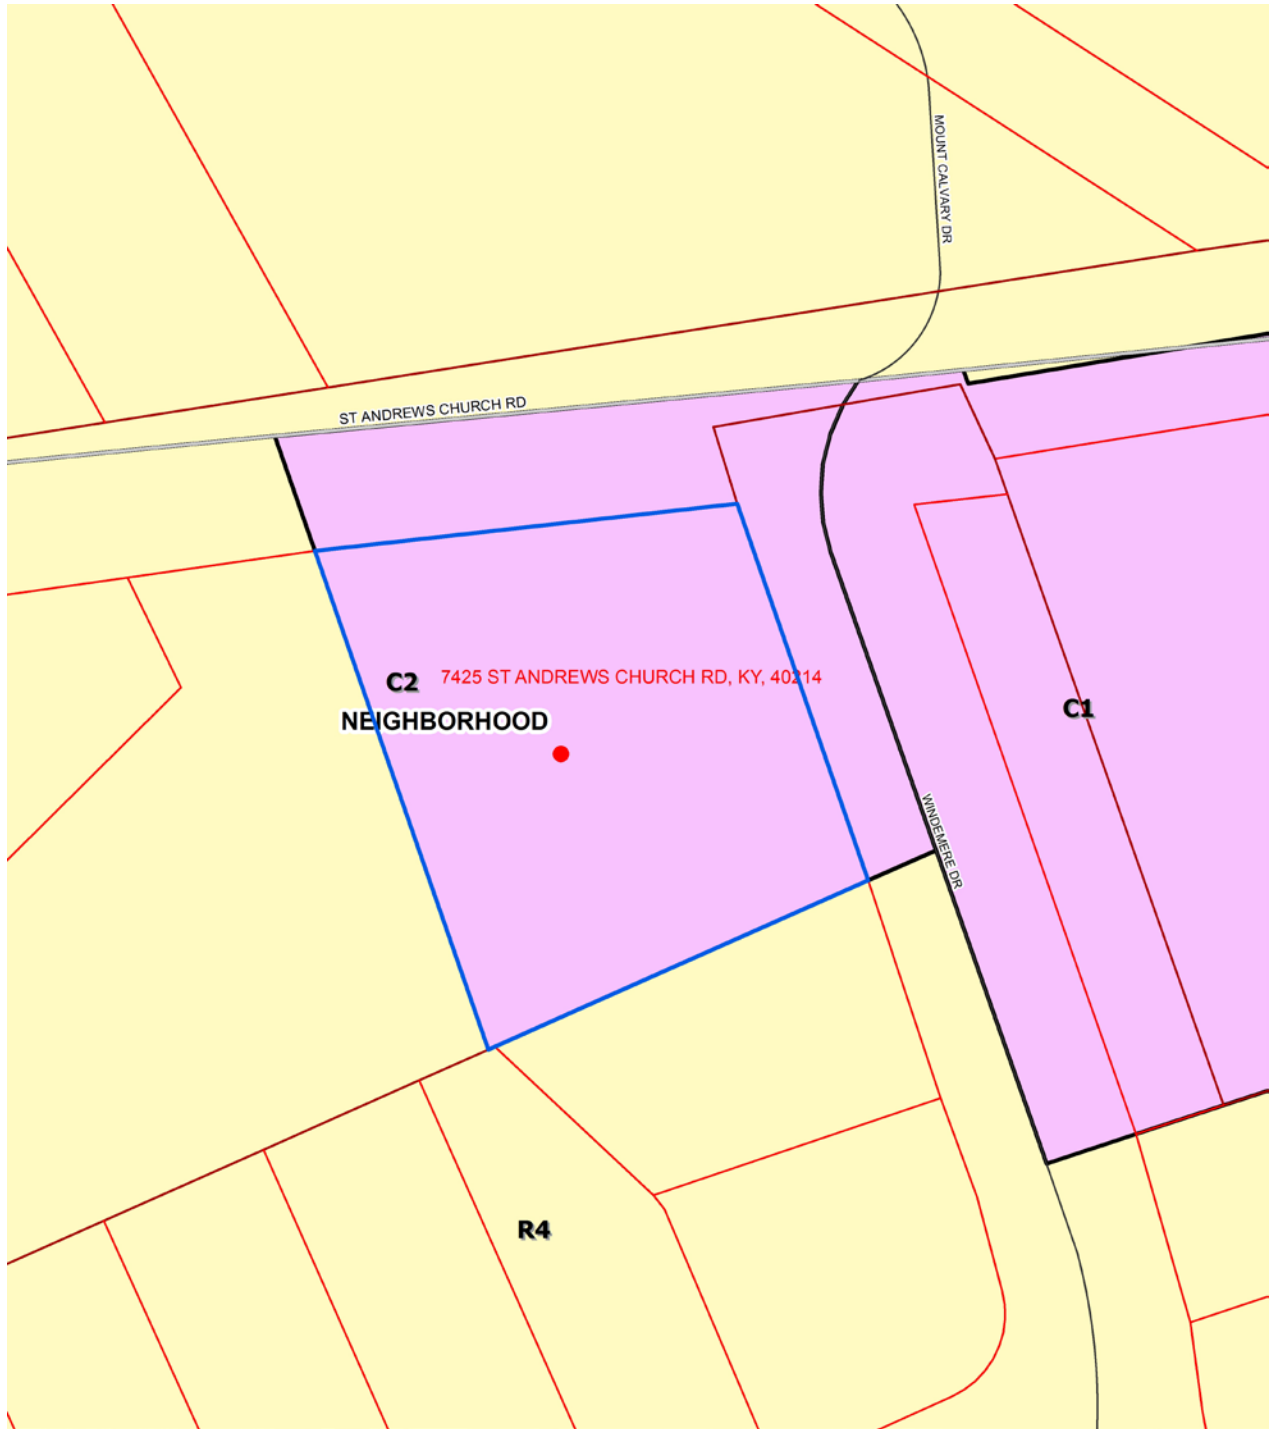 MOUNT CALVARY DR
ST ANDREWS CHURCH RD
C2
7425 ST ANDREWS CHURCH RD, KY, 40214
NEIGHBORHOOD
C1
WINDEMERE DR
R4